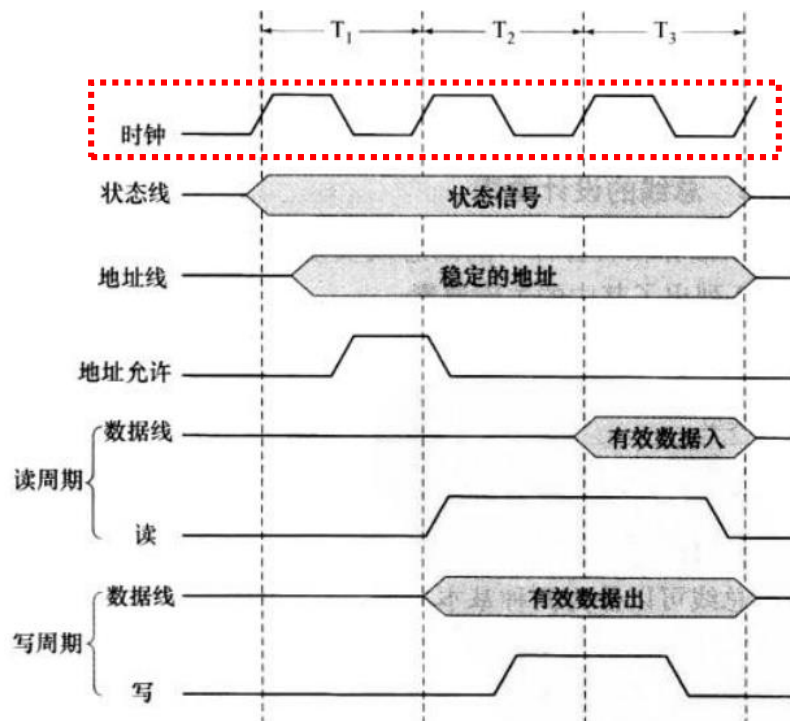 T₁ T₂ T₃
时钟
状态线 状态信号
地址线 稳定的地址
地址允许
数据线 有效数据入
读周期
读
数据线 有效数据出
写周期
写